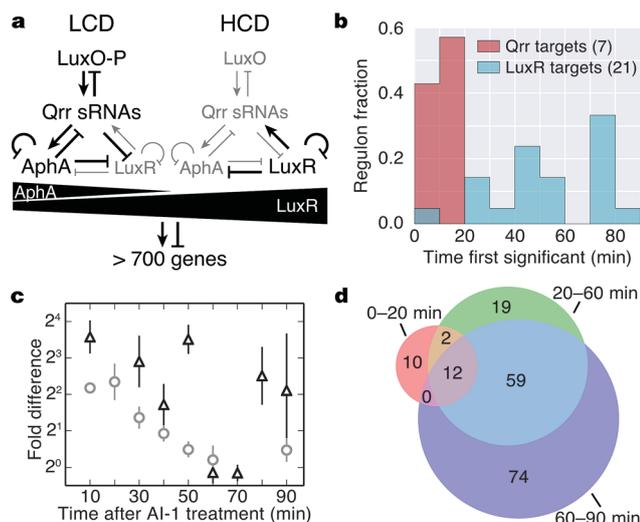 a
LCD
HCD
LuxO-P
LuxO
Qrr sRNAs
Qrr sRNAs
AphA
LuxR
AphA
LuxR
AphA
LuxR
> 700 genes
b
Regulon fraction
0.6
0.4
0.2
0.0
Qrr targets (7)
LuxR targets (21)
0 20 40 60 80
Time first significant (min)
c
Fold difference
2⁴
2³
2²
2¹
2⁰
10 30 50 70 90
Time after AI-1 treatment (min)
d
0–20 min
20–60 min
19
2
10
12
59
0
74
60–90 min